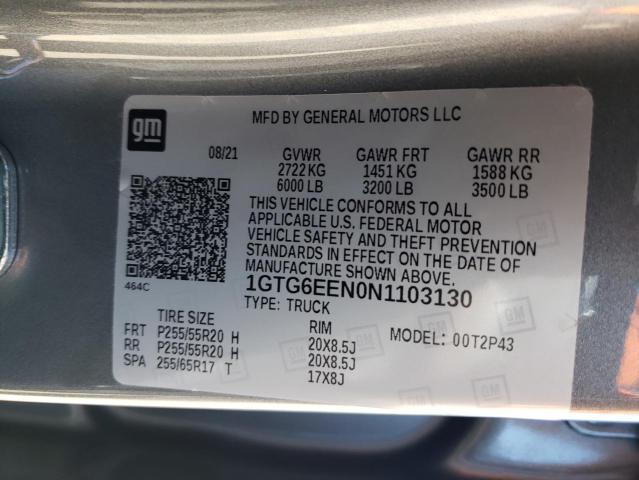 gm
MFD BY GENERAL MOTORS LLC
08/21 GVWR GAWR FRT GAWR RR
2722 KG 1451 KG 1588 KG
6000 LB 3200 LB 3500 LB
THIS VEHICLE CONFORMS TO ALL
APPLICABLE U.S. FEDERAL MOTOR
VEHICLE SAFETY AND THEFT PREVENTION
STANDARDS IN EFFECT ON THE DATE
OF MANUFACTURE SHOWN ABOVE.
464C
1GTG6EEN0N1103130
TYPE: TRUCK
TIRE SIZE RIM MODEL: 00T2P43
FRT P255/55R20 H 20X8.5J
RR P255/55R20 H 20X8.5J
SPA 255/65R17 T 17X8J